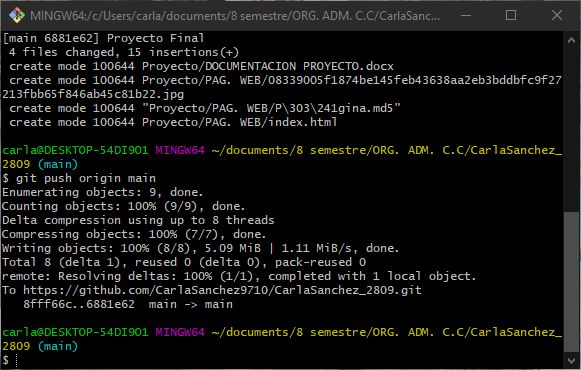 MINGW64:/c/Users/carla/documents/8 semestre/ORG. ADM. C.C/CarlaSanchez_2809
[main 6881e62] Proyecto Final
 4 files changed, 15 insertions(+)
 create mode 100644 Proyecto/DOCUMENTACION PROYECTO.docx
 create mode 100644 Proyecto/PAG. WEB/08339005f1874be145feb43638aa2eb3bddbfc9f27
213fbb65f846ab45c81b22.jpg
 create mode 100644 "Proyecto/PAG. WEB/P\303\241gina.md5"
 create mode 100644 Proyecto/PAG. WEB/index.html
carla@DESKTOP-54DI9O1 MINGW64 ~/documents/8 semestre/ORG. ADM. C.C/CarlaSanchez_
2809 (main)
$ git push origin main
Enumerating objects: 9, done.
Counting objects: 100% (9/9), done.
Delta compression using up to 8 threads
Compressing objects: 100% (7/7), done.
Writing objects: 100% (8/8), 5.09 MiB | 1.11 MiB/s, done.
Total 8 (delta 1), reused 0 (delta 0), pack-reused 0
remote: Resolving deltas: 100% (1/1), completed with 1 local object.
To https://github.com/CarlaSanchez9710/CarlaSanchez_2809.git
   8fff66c..6881e62  main -> main
carla@DESKTOP-54DI9O1 MINGW64 ~/documents/8 semestre/ORG. ADM. C.C/CarlaSanchez_
2809 (main)
$